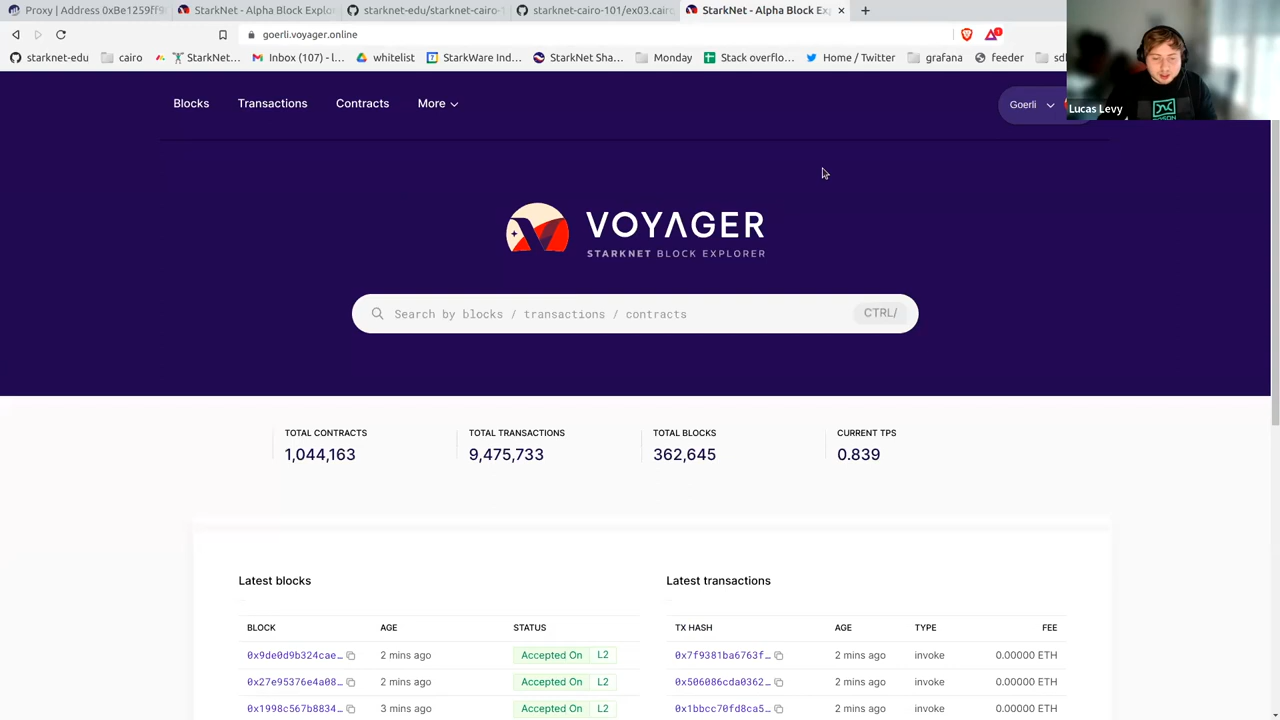 Proxy | Address 0xBe1259ff9
StarkNet - Alpha Block Explor
starknet-edu/starknet-cairo-1
starknet-cairo-101/ex03.cairo
StarkNet - Alpha Block Ex
goerli.voyager.online
1
starknet-edu
cairo
StarkNet...
Inbox (107) - l...
whitelist
StarkWare Ind...
StarkNet Sha...
Monday
Stack overflo...
Home / Twitter
grafana
feeder
Blocks
Transactions
Contracts
More
Goerli
Lucas Levy
VOYAGER
STARKNET BLOCK EXPLORER
Search by blocks / transactions / contracts
CTRL/
TOTAL CONTRACTS
1,044,163
TOTAL TRANSACTIONS
9,475,733
TOTAL BLOCKS
362,645
CURRENT TPS
0.839
Latest blocks
BLOCK AGE STATUS
0x9de0d9b324cae... 2 mins ago Accepted On L2
0x27e95376e4a08... 2 mins ago Accepted On L2
0x1998c567b8834... 3 mins ago Accepted On L2
Latest transactions
TX HASH AGE TYPE FEE
0x7f9381ba6763f... 2 mins ago invoke 0.00000 ETH
0x506086cda0362... 2 mins ago invoke 0.00000 ETH
0x1bbcc70fd8ca5... 2 mins ago invoke 0.00000 ETH